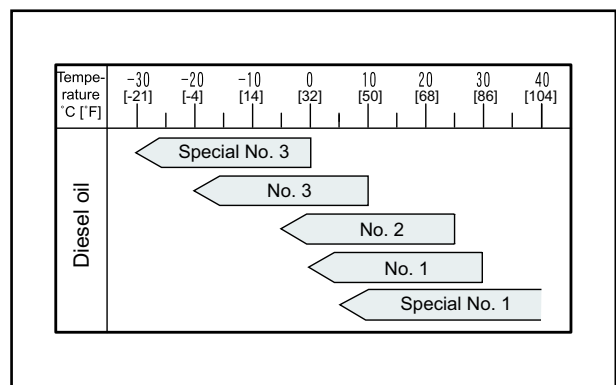 Tempe-
rature
˚C [˚F]
-30 -20 -10 0 10 20 30 40
[-21] [-4] [14] [32] [50] [68] [86] [104]
Diesel oil
Special No. 3
No. 3
No. 2
No. 1
Special No. 1